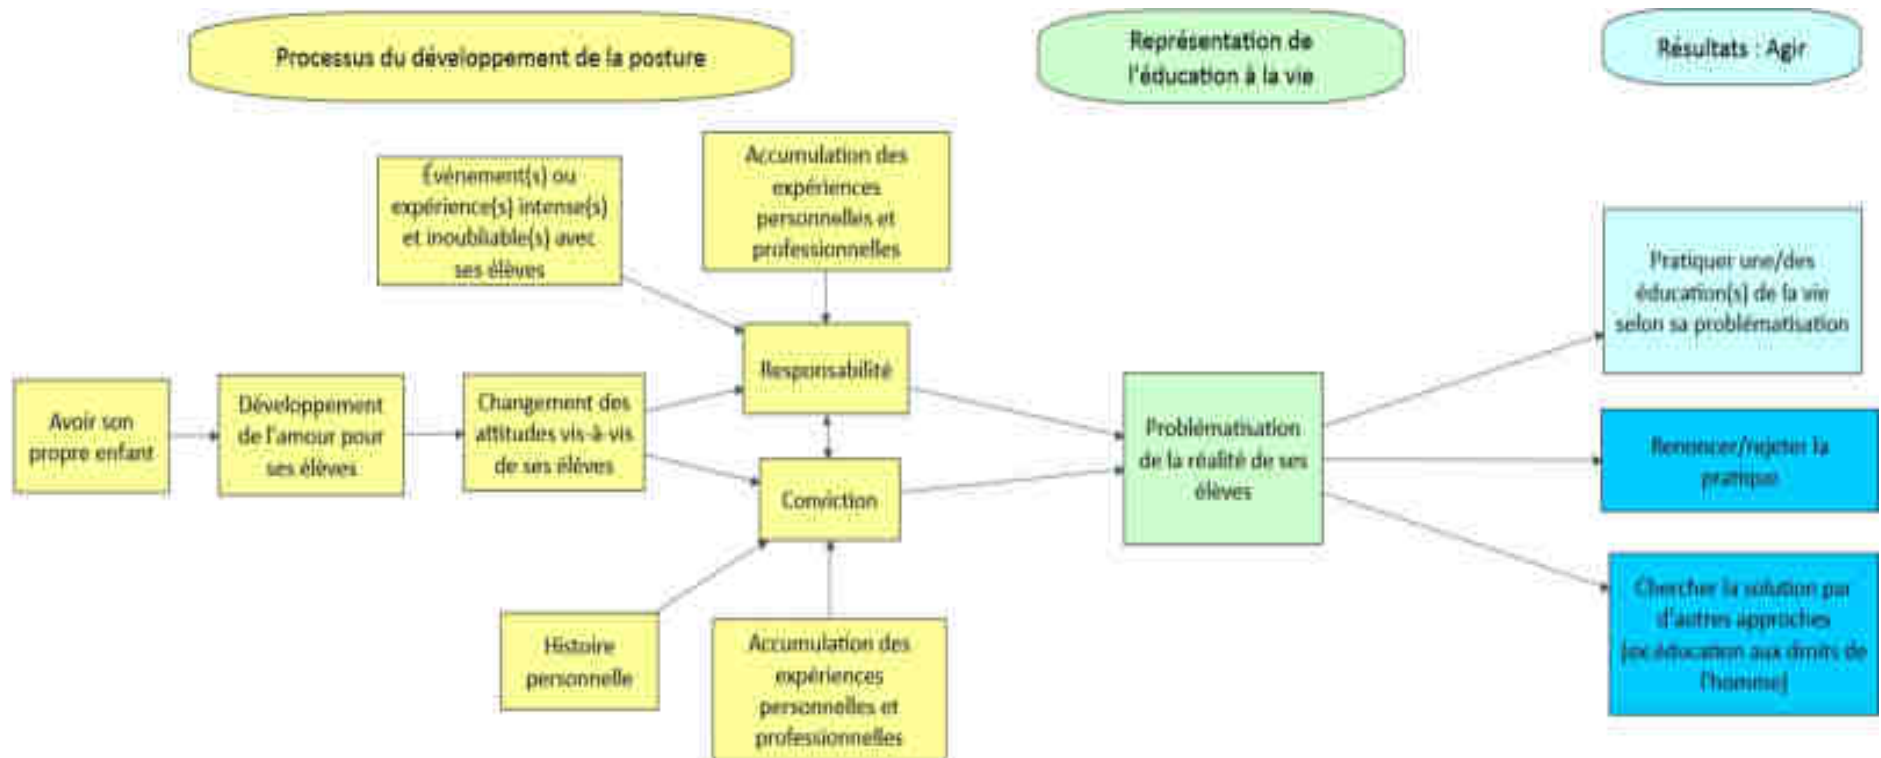 Processus du développement de la posture
Représentation de
l'éducation à la vie
Résultats : Agir
Événement(s) ou
expérience(s) intense(s)
et inoubliable(s) avec
ses élèves
Accumulation des
expériences
personnelles et
professionnelles
Avoir son
propre enfant
Développement
de l'amour pour
ses élèves
Changement des
attitudes vis-à-vis
de ses élèves
Responsabilité
Conviction
Histoire
personnelle
Accumulation des
expériences
personnelles et
professionnelles
Problématisation
de la réalité de ses
élèves
Pratiquer une/des
éducation(s) de la vie
selon sa problématisation
Renoncer/rejeter la
pratique
Chercher la solution par
d'autres approches
(ex:éducation aux droits de
l'homme)